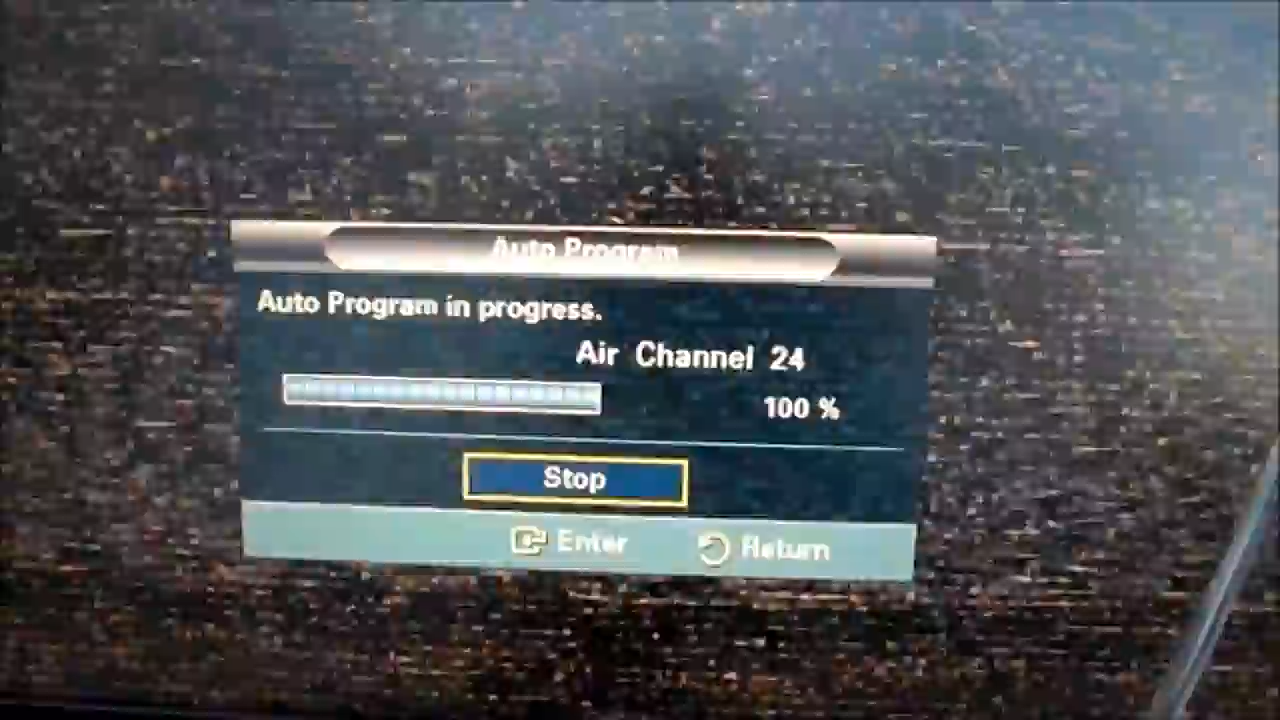 Auto Program
Auto Program in progress.
Air Channel 24
100 %
Stop
Enter Return